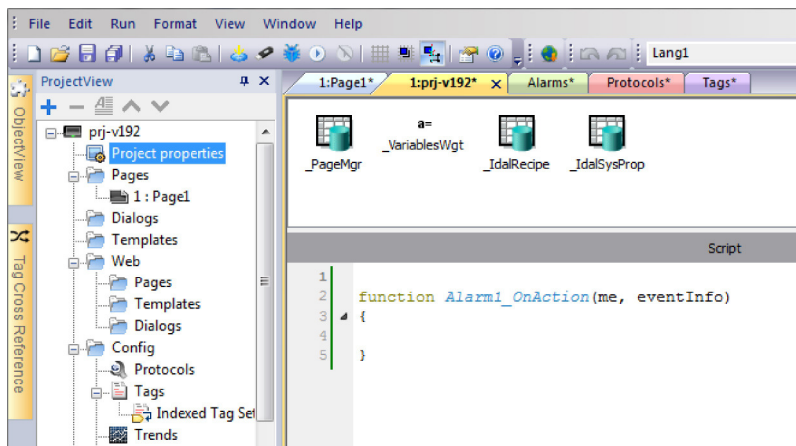 File Edit Run Format View Window Help
Lang1
ProjectView
1:Page1* 1:prj-v192* Alarms* Protocols* Tags*
ObjectView
Tag Cross Reference
prj-v192
Project properties
Pages
1 : Page1
Dialogs
Templates
Web
Pages
Templates
Dialogs
Config
Protocols
Tags
Indexed Tag Set
Trends
a=
_PageMgr _VariablesWgt _IdalRecipe _IdalSysProp
Script
1
2 function Alarm1_OnAction(me, eventInfo)
3 {
4
5 }